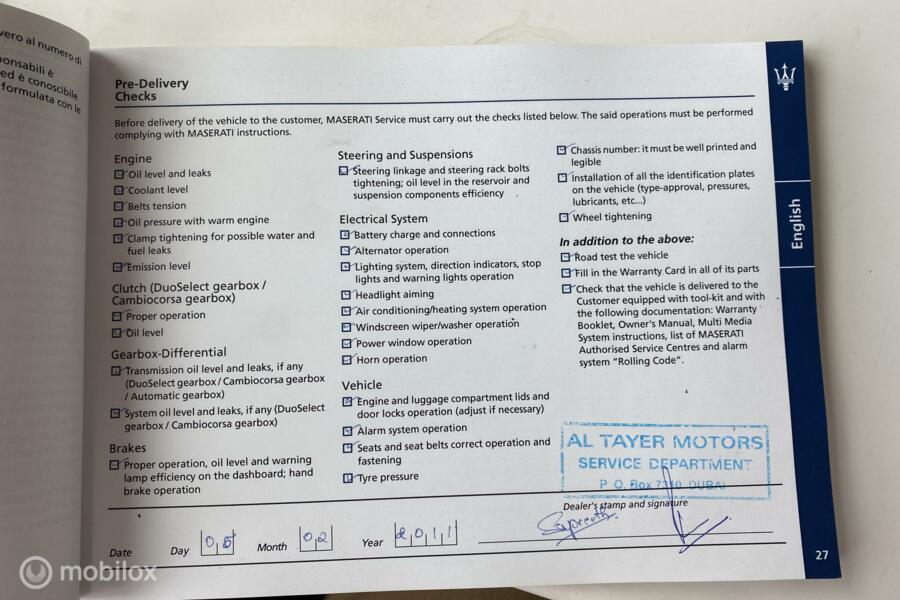 vero al numero di
ponsabili è
ed è conoscibile
formulata con le
Pre-Delivery
Checks
Before delivery of the vehicle to the customer, MASERATI Service must carry out the checks listed below. The said operations must be performed
complying with MASERATI instructions.
Engine
Oil level and leaks
Coolant level
Belts tension
Oil pressure with warm engine
Clamp tightening for possible water and
fuel leaks
Emission level
Clutch (DuoSelect gearbox /
Cambiocorsa gearbox)
Proper operation
Oil level
Gearbox-Differential
Transmission oil level and leaks, if any
(DuoSelect gearbox / Cambiocorsa gearbox
/ Automatic gearbox)
System oil level and leaks, if any (DuoSelect
gearbox / Cambiocorsa gearbox)
Brakes
Proper operation, oil level and warning
lamp efficiency on the dashboard; hand
brake operation
Steering and Suspensions
Steering linkage and steering rack bolts
tightening; oil level in the reservoir and
suspension components efficiency
Electrical System
Battery charge and connections
Alternator operation
Lighting system, direction indicators, stop
lights and warning lights operation
Headlight aiming
Air conditioning/heating system operation
Windscreen wiper/washer operation
Power window operation
Horn operation
Vehicle
Engine and luggage compartment lids and
door locks operation (adjust if necessary)
Alarm system operation
Seats and seat belts correct operation and
fastening
Tyre pressure
Chassis number: it must be well printed and
legible
Installation of all the identification plates
on the vehicle (type-approval, pressures,
lubricants, etc...)
Wheel tightening
In addition to the above:
Road test the vehicle
Fill in the Warranty Card in all of its parts
Check that the vehicle is delivered to the
Customer equipped with tool-kit and with
the following documentation: Warranty
Booklet, Owner's Manual, Multi Media
System instructions, list of MASERATI
Authorised Service Centres and alarm
system "Rolling Code".
AL TAYER MOTORS
SERVICE DEPARTMENT
P O. Box 7310 DUBAI
Dealer's stamp and signature
Date Day 05 Month 02 Year 2011
English
27
mobilox